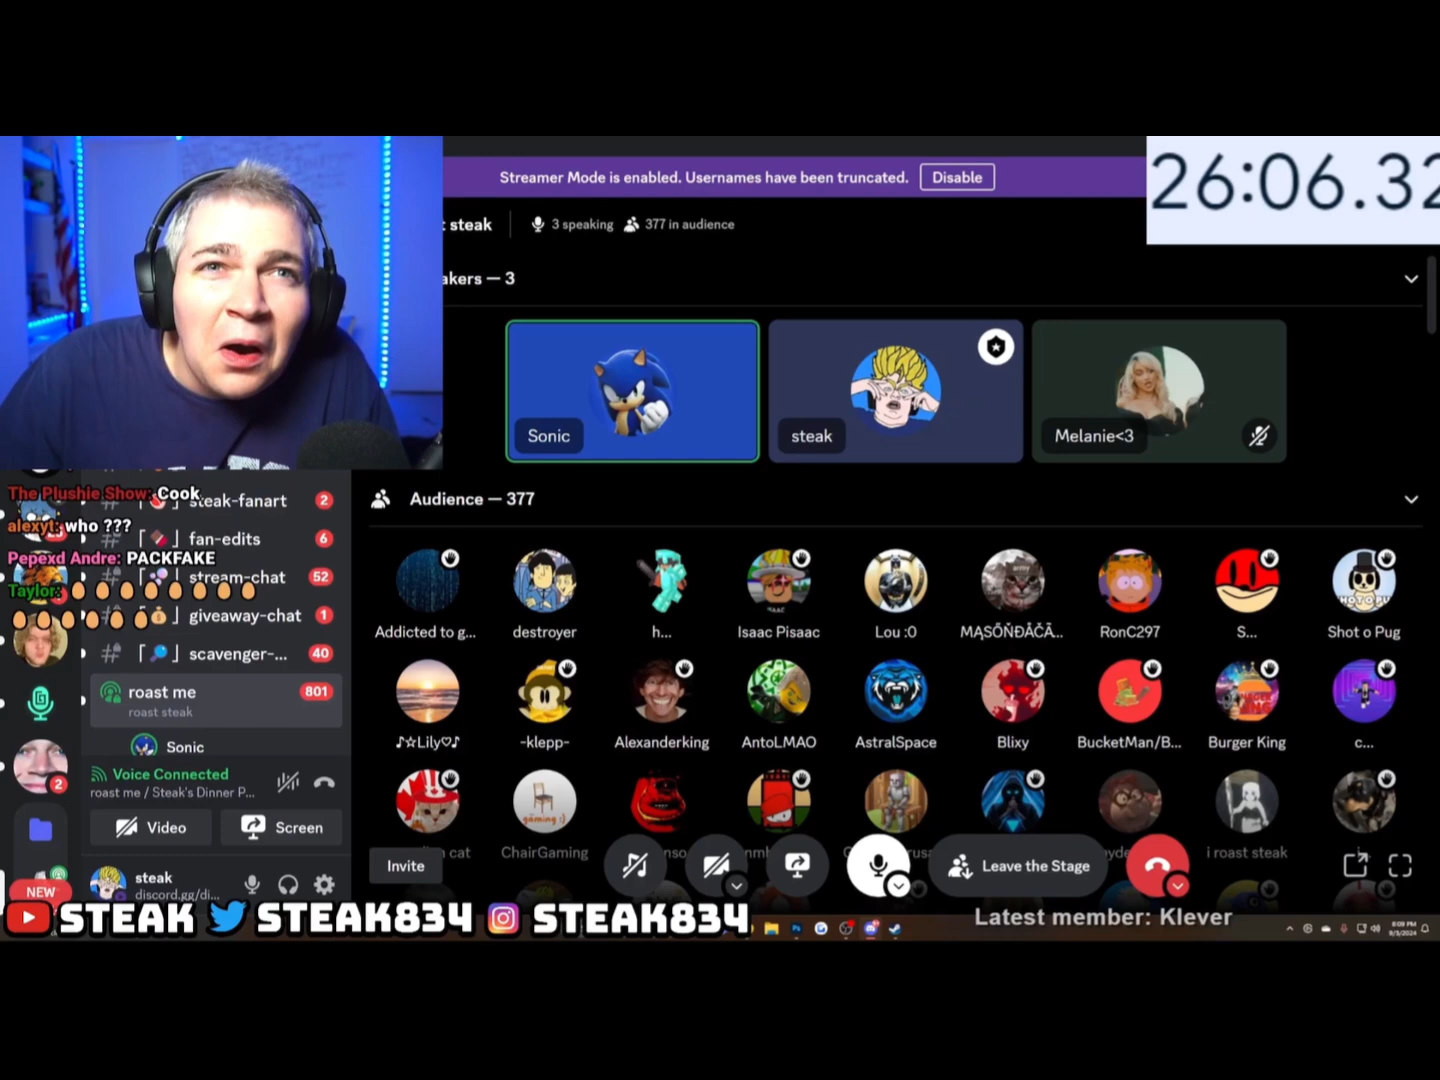 Streamer Mode is enabled. Usernames have been truncated.
Disable
26:06.32
steak
3 speaking
377 in audience
akers — 3
Sonic
steak
Melanie<3
Audience — 377
The Plushie Show: Cook
alexyt: who ???
Pepexd Andre: PACKFAKE
Taylor:
steak-fanart
2
fan-edits
6
stream-chat
52
giveaway-chat
1
scavenger-...
40
roast me
801
roast steak
Sonic
Voice Connected
roast me / Steak's Dinner P...
Video
Screen
steak
discord.gg/di...
2
NEW
Addicted to g...
destroyer
h...
Isaac Pisaac
Lou :0
MĄSŐŇĐÅČÃ...
RonC297
S...
Shot o Pug
♪☆Lily♡♪
-klepp-
Alexanderking
AntoLMAO
AstralSpace
Blixy
BucketMan/B...
Burger King
c...
cat
ChairGaming
i roast steak
gaming :)
Invite
Leave the Stage
STEAK
STEAK834
STEAK834
Latest member: Klever